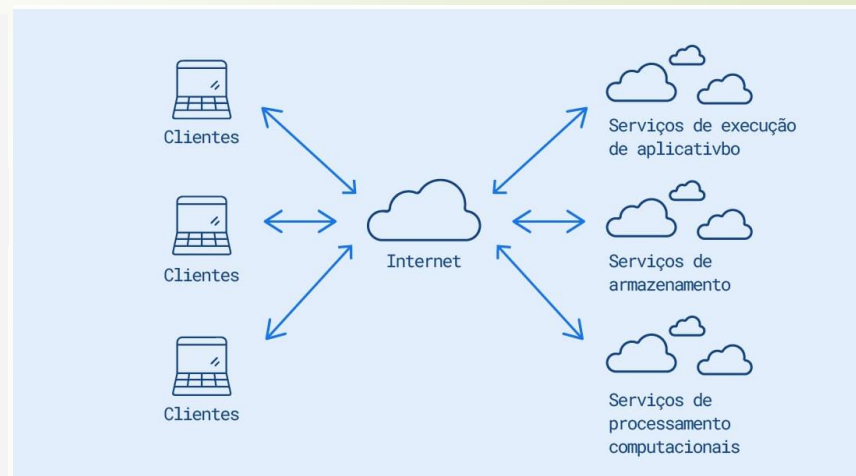 Clientes
Clientes
Clientes
Internet
Serviços de execução
de aplicativbo
Serviços de
armazenamento
Serviços de
processamento
computacionais